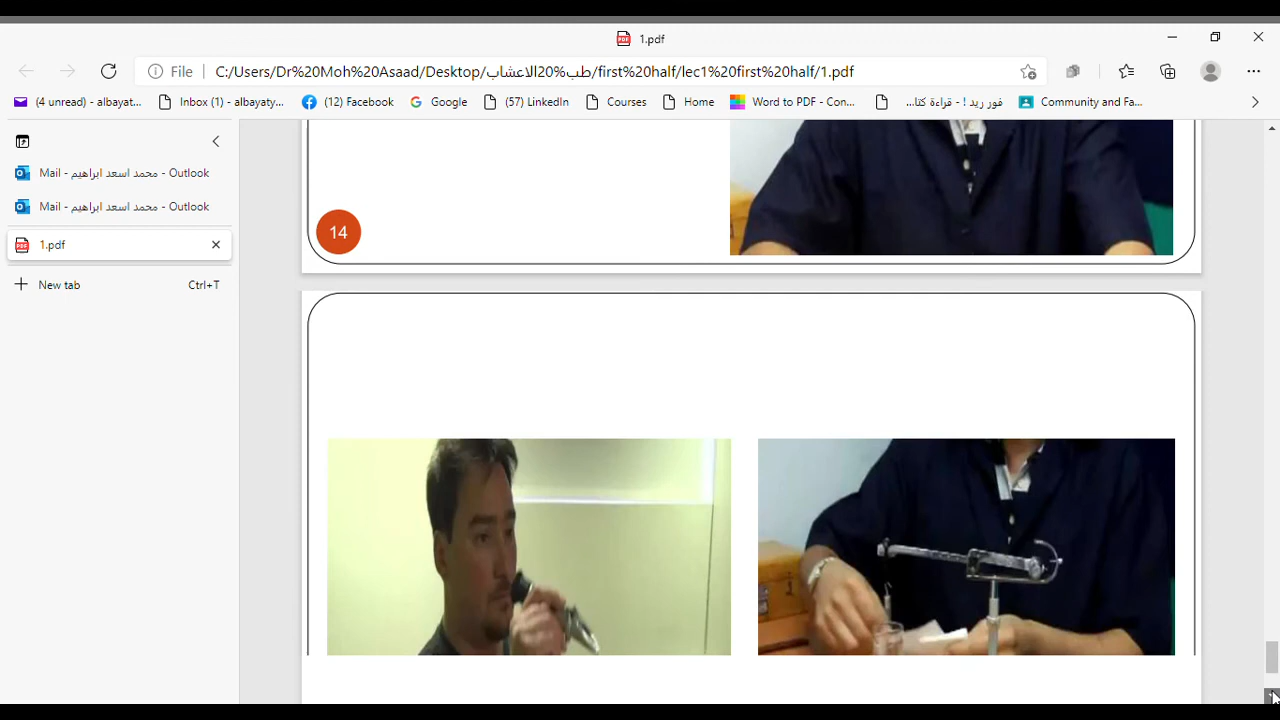 1.pdf
File
C:/Users/Dr%20Moh%20Asaad/Desktop/طب%20الاعشاب/first%20half/lec1%20first%20half/1.pdf
(4 unread) - albayat...
Inbox (1) - albayaty...
(12) Facebook
Google
(57) LinkedIn
Courses
Home
Word to PDF - Con...
فور ريد ! - قراءة كتا...
Community and Fa...
Mail - محمد اسعد ابراهيم - Outlook
Mail - محمد اسعد ابراهيم - Outlook
1.pdf
New tab Ctrl+T
14